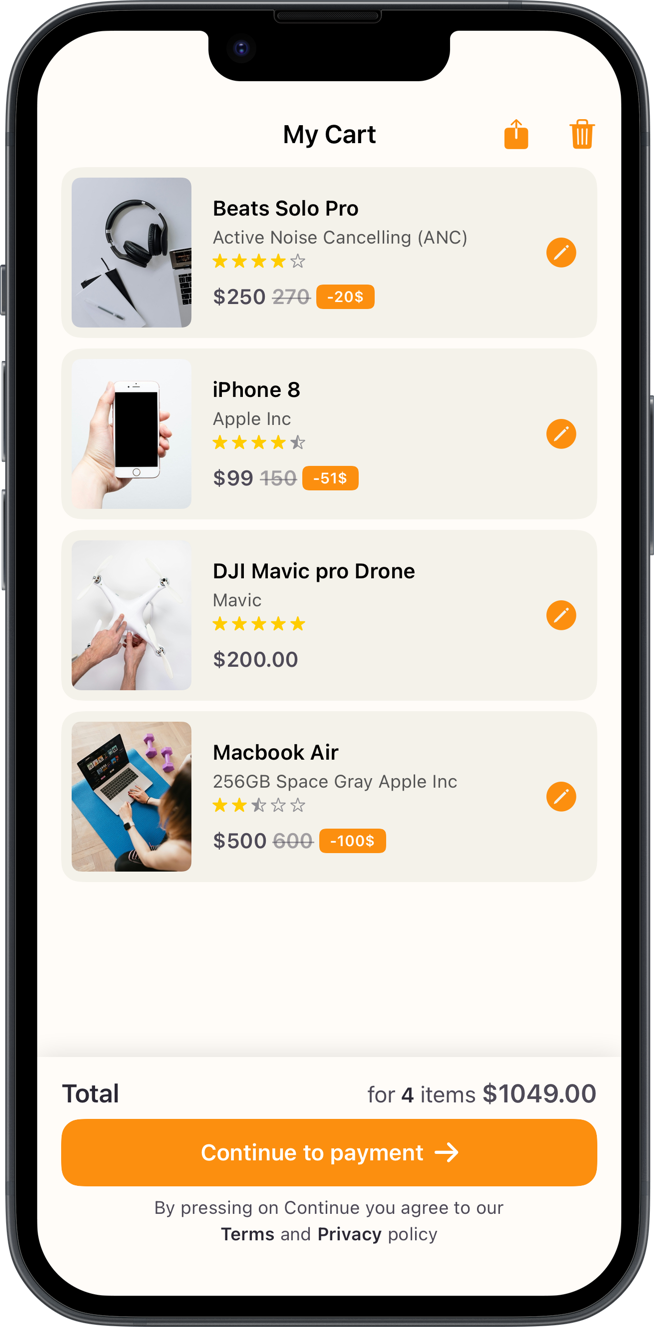 My Cart
Beats Solo Pro
Active Noise Cancelling (ANC)
$250 270 -20$
iPhone 8
Apple Inc
$99 150 -51$
DJI Mavic pro Drone
Mavic
$200.00
Macbook Air
256GB Space Gray Apple Inc
$500 600 -100$
Total for 4 items $1049.00
Continue to payment →
By pressing on Continue you agree to our
Terms and Privacy policy